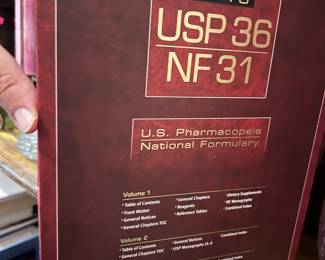 USP 36
NF 31
U.S. Pharmacopeia
National Formulary
Volume 1
• Table of Contents
• Front Matter
• General Notices
• General Chapters TOC
• General Chapters
• Reagents
• Reference Tables
• Dietary Supplements
• NF Monographs
• Combined Index
Volume 2
• Table of Contents
• General Chapters TOC
• General Notices
• USP Monographs (A–I)
• Combined Index
Combined Index